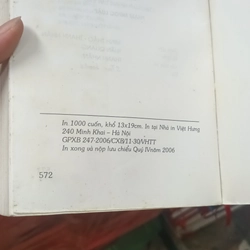 In. 1000 cuốn, khổ 13x19cm. In tại Nhà in Việt Hưng
240 Minh Khai – Hà Nội
GPXB 247-2006/CXB/11-30/VHTT
In xong và nộp lưu chiểu Quý IVnăm 2006
572